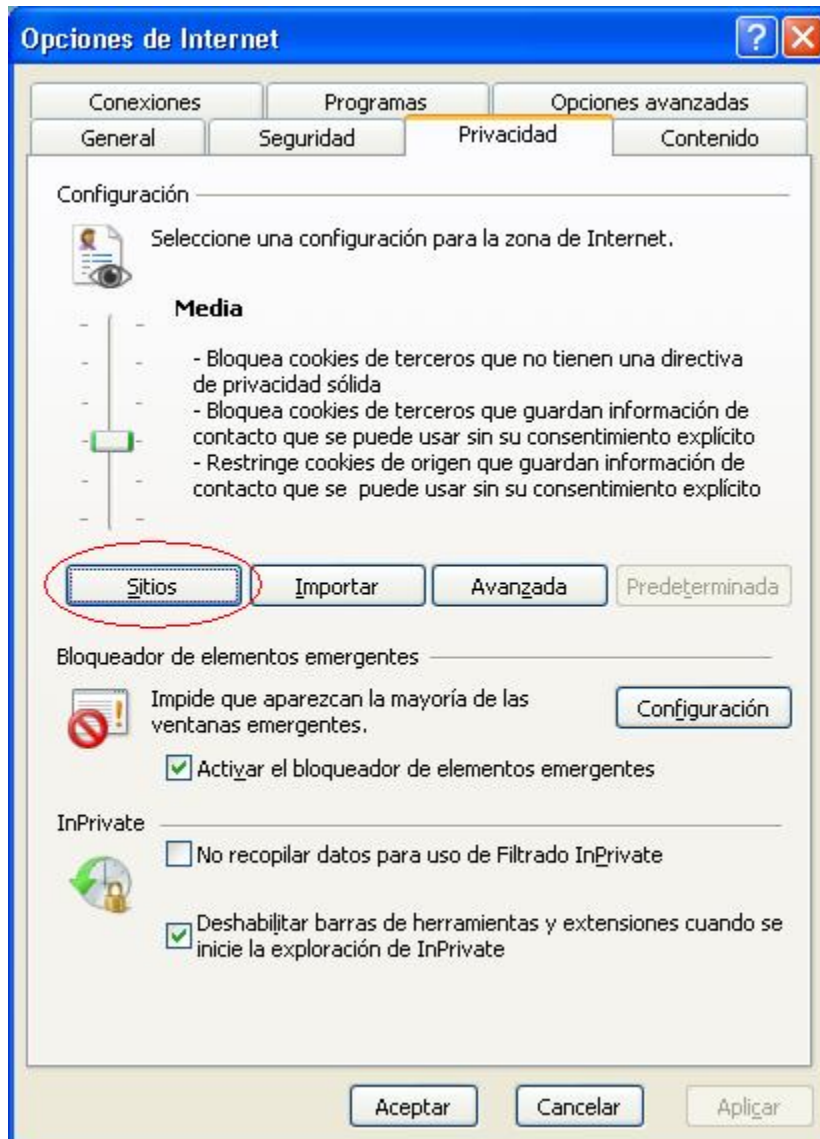 Opciones de Internet
Conexiones Programas Opciones avanzadas
General Seguridad Privacidad Contenido
Configuración
Seleccione una configuración para la zona de Internet.
Media
- Bloquea cookies de terceros que no tienen una directiva
de privacidad sólida
- Bloquea cookies de terceros que guardan información de
contacto que se puede usar sin su consentimiento explícito
- Restringe cookies de origen que guardan información de
contacto que se puede usar sin su consentimiento explícito
Sitios Importar Avanzada Predeterminada
Bloqueador de elementos emergentes
Impide que aparezcan la mayoría de las
ventanas emergentes.
Configuración
Activar el bloqueador de elementos emergentes
InPrivate
No recopilar datos para uso de Filtrado InPrivate
Deshabilitar barras de herramientas y extensiones cuando se
inicie la exploración de InPrivate
Aceptar Cancelar Aplicar